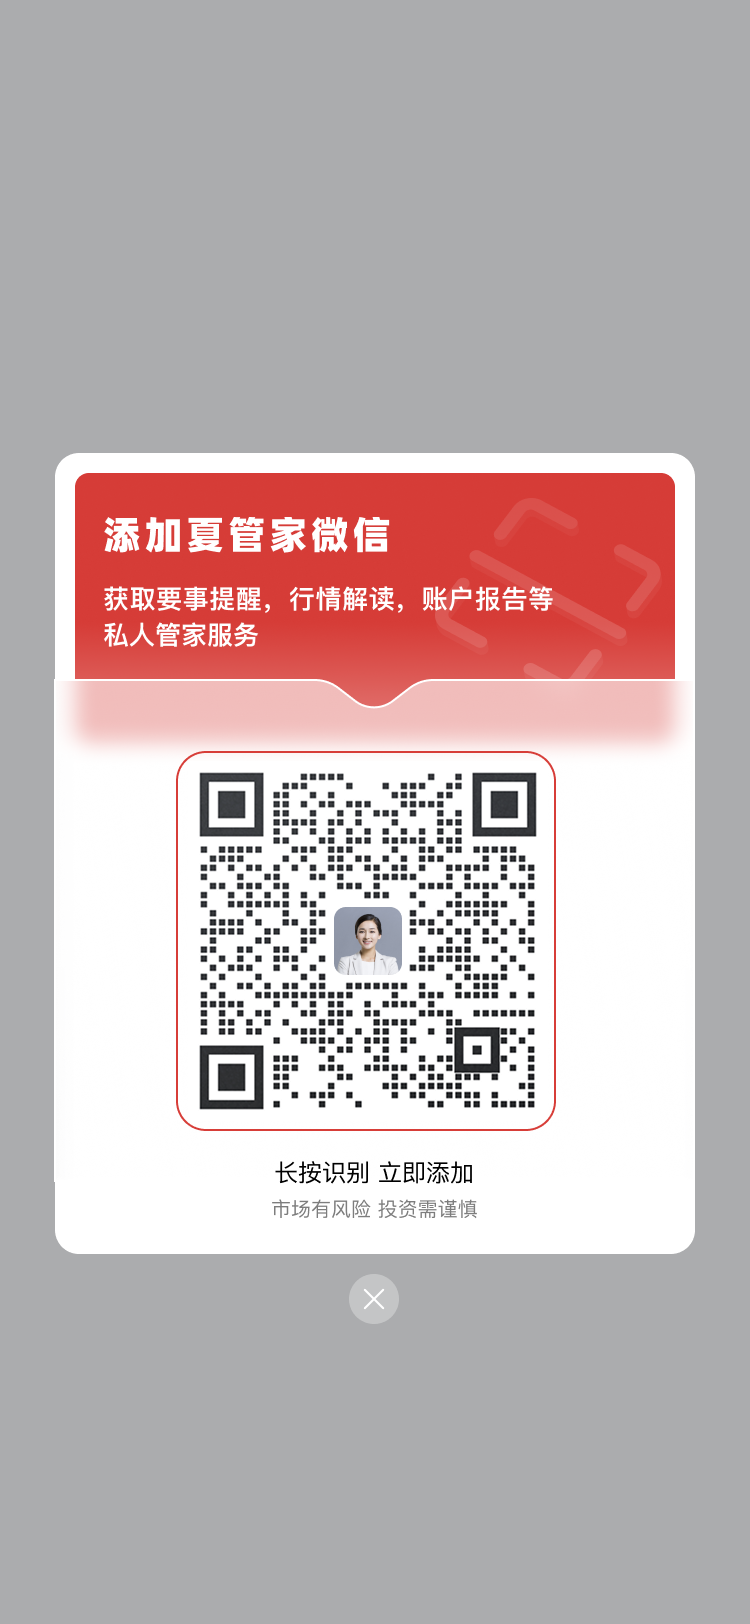 添加夏管家微信
获取要事提醒，行情解读，账户报告等
私人管家服务
长按识别 立即添加
市场有风险 投资需谨慎